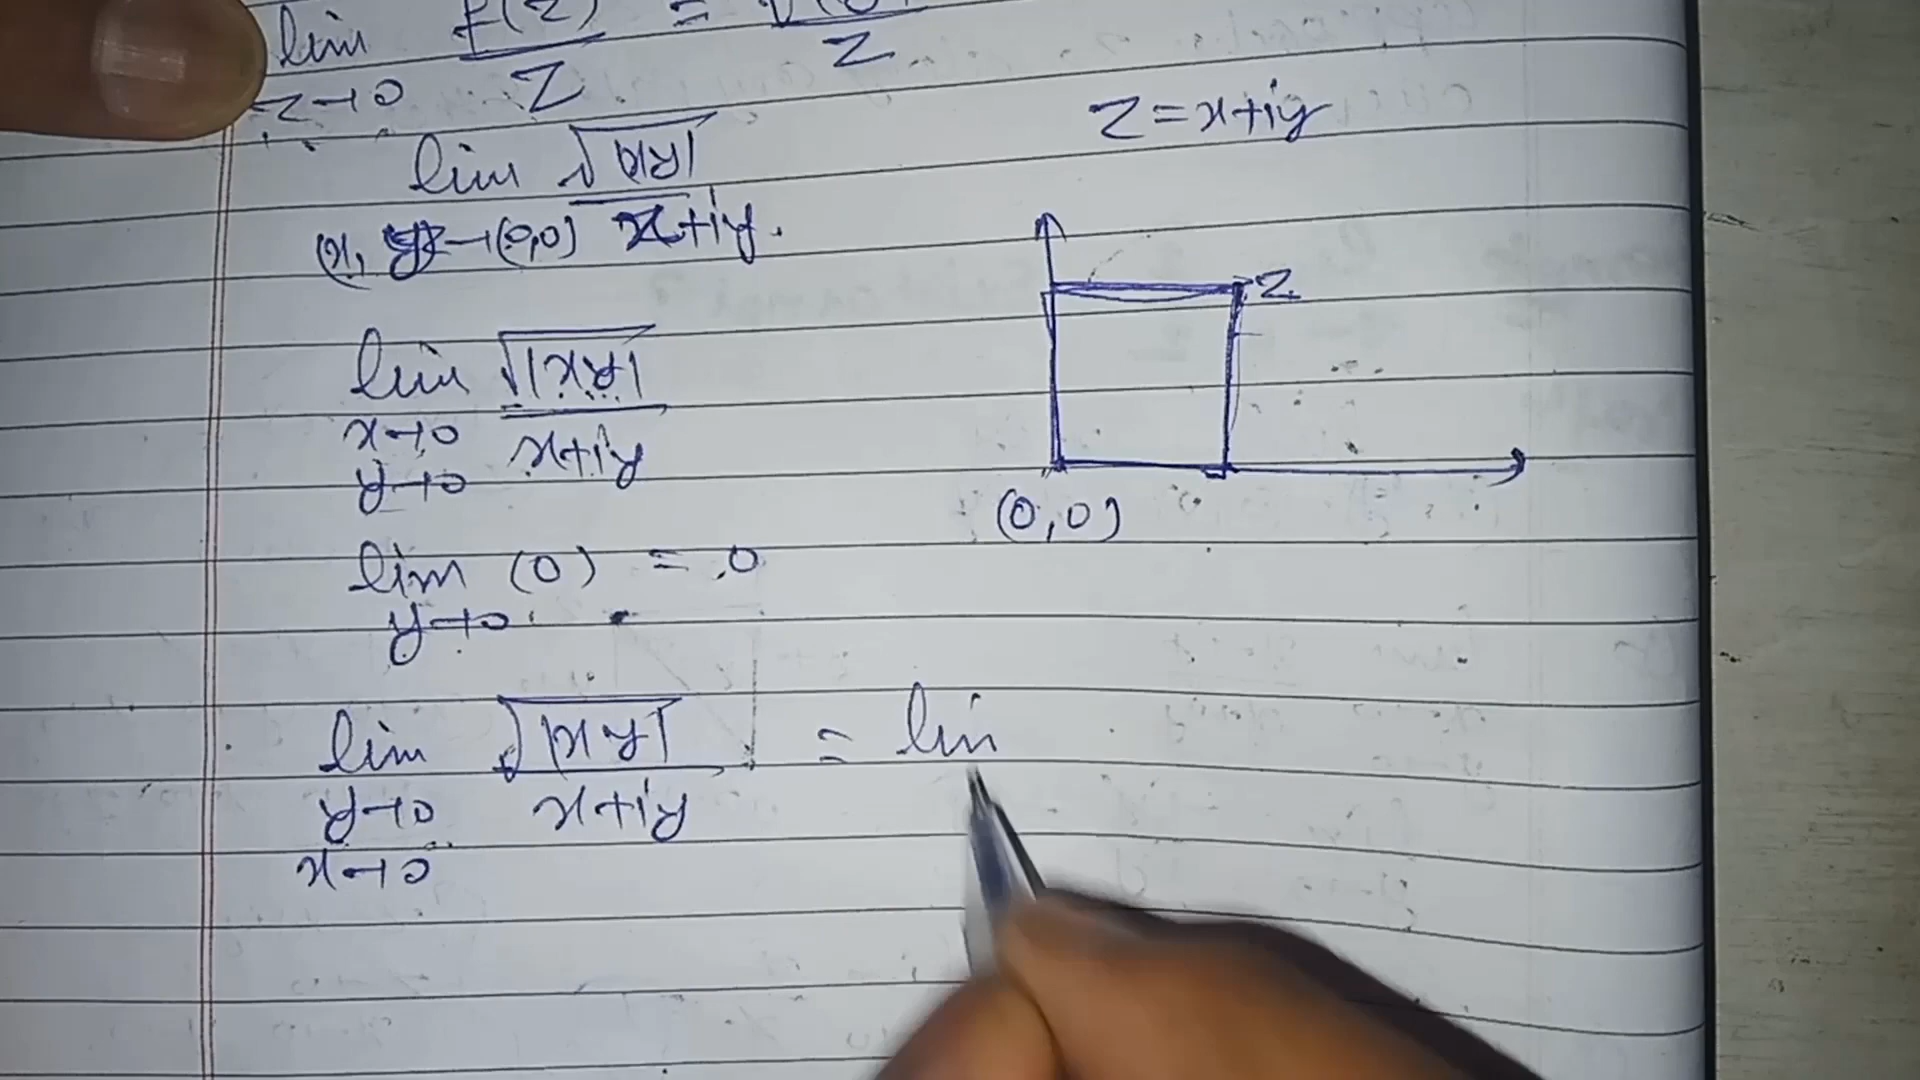 lim f(z)/z =
z→0 z
z = x+iy
lim √|xy|
(x, y)→(0,0) x+iy.
z
lim √|xy|
x→0 x+iy
y→0
(0,0)
lim (0) = 0
y→0
lim √|xy| = lim
y→0 x+iy
x→0